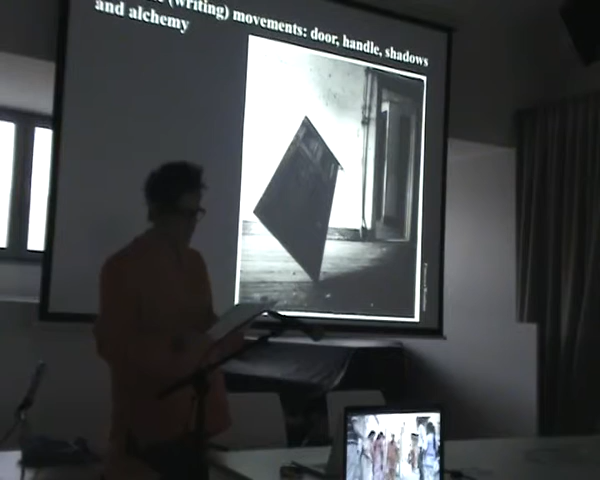 (writing) movements: door, handle, shadows
and alchemy